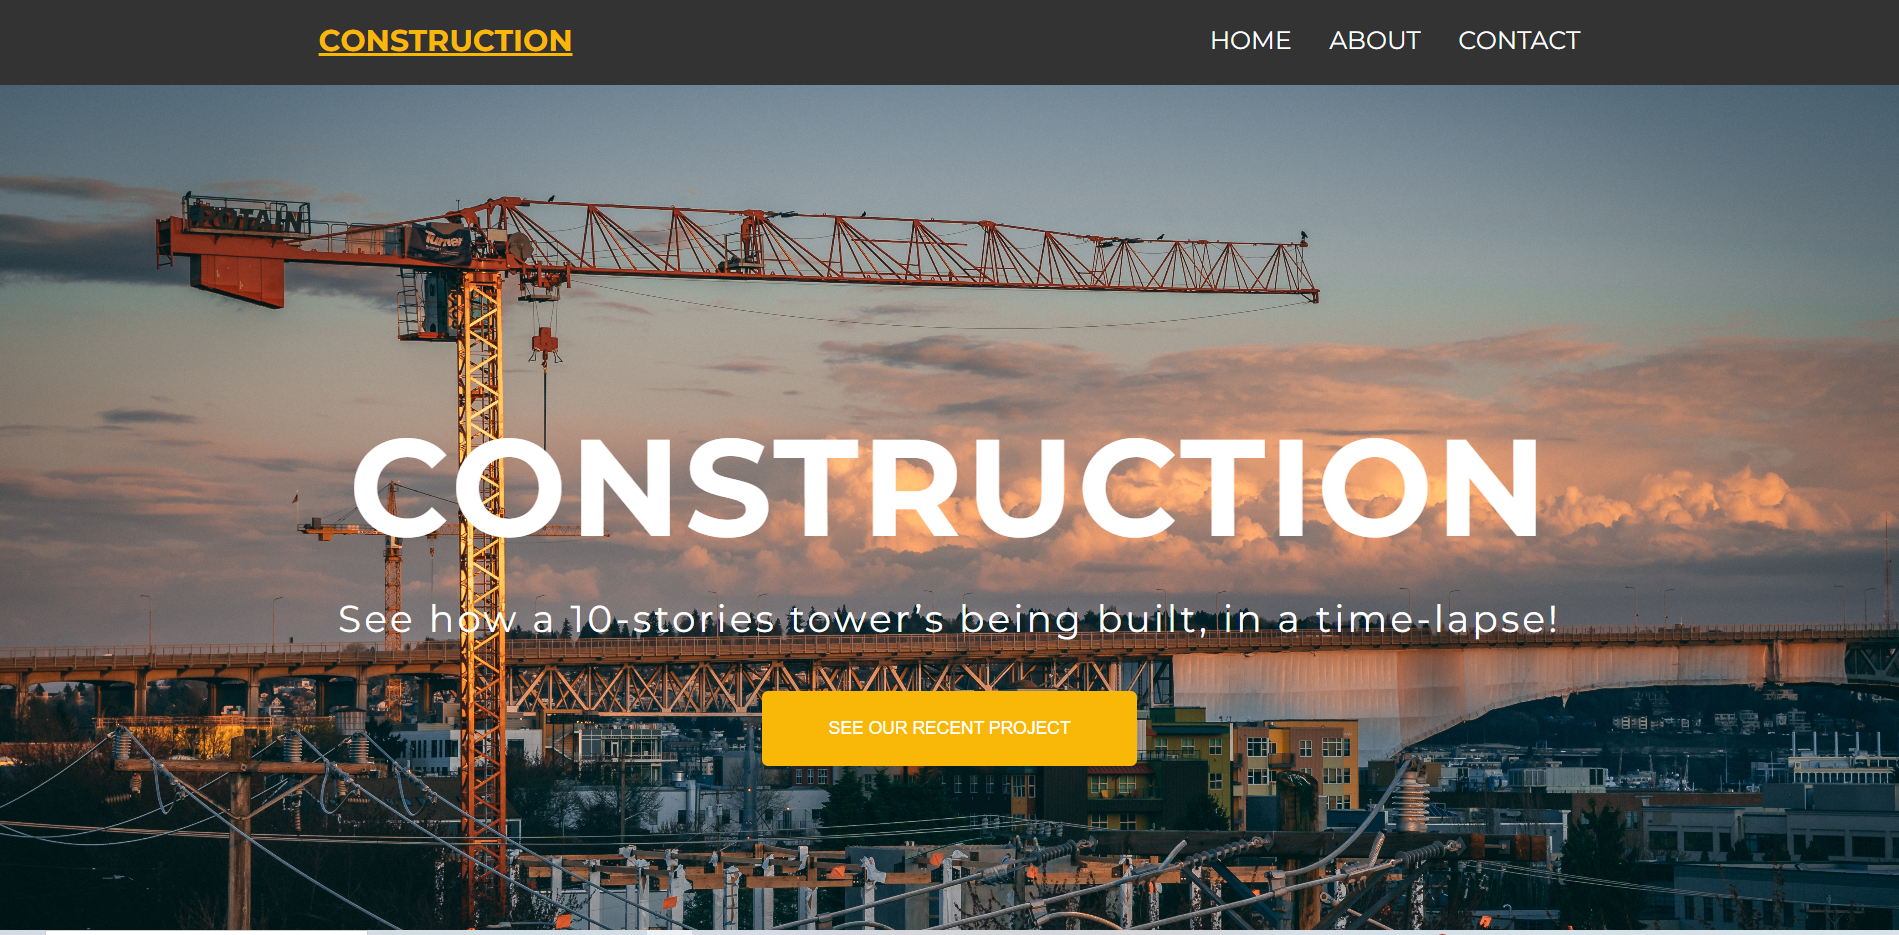 CONSTRUCTION
HOME ABOUT CONTACT
POTAIN
Turner
CONSTRUCTION
See how a 10-stories tower’s being built, in a time-lapse!
SEE OUR RECENT PROJECT